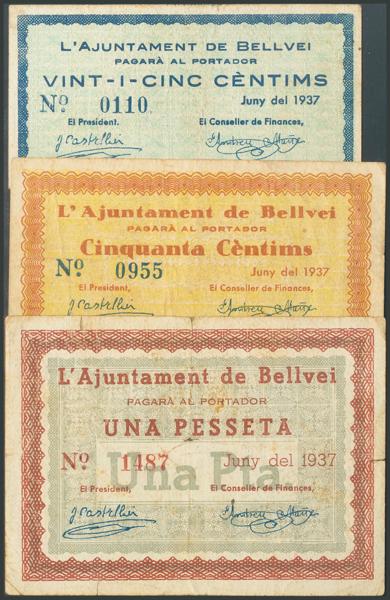 L'AJUNTAMENT DE BELLVEI
PAGARÀ AL PORTADOR
VINT-I-CINC CÈNTIMS
Nº 0110 Juny del 1937
El President. El Conseller de Finances,
J Castellví
L'Ajuntament de Bellvei
PAGARÀ AL PORTADOR
Cinquanta Cèntims
Nº 0955 Juny del 1937
El President, El Conseller de Finances,
J Castellví
L'Ajuntament de Bellvei
PAGARÀ AL PORTADOR
UNA PESSETA
Una Pta.
Nº 1487 Juny del 1937
El President, El Conseller de Finances,
J Castellví